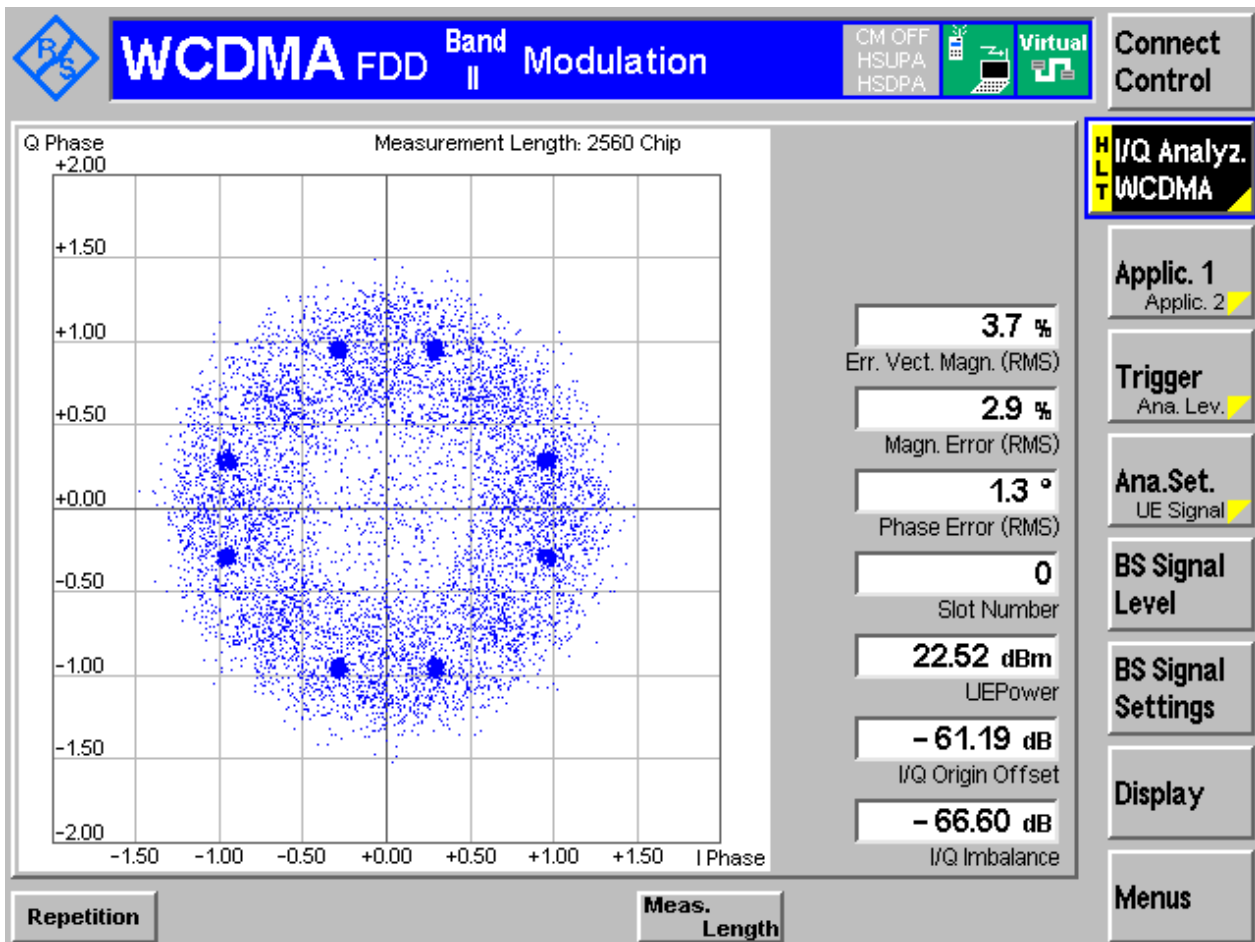 R/S
WCDMA FDD Band II Modulation
CM OFF
HSUPA
HSDPA
Virtual
Connect
Control
Q Phase
Measurement Length: 2560 Chip
+2.00
+1.50
+1.00
+0.50
+0.00
-0.50
-1.00
-1.50
-2.00
-1.50 -1.00 -0.50 +0.00 +0.50 +1.00 +1.50 I Phase
3.7 %
Err. Vect. Magn. (RMS)
2.9 %
Magn. Error (RMS)
1.3 °
Phase Error (RMS)
0
Slot Number
22.52 dBm
UEPower
-61.19 dB
I/Q Origin Offset
-66.60 dB
I/Q Imbalance
HLT
I/Q Analyz.
WCDMA
Applic. 1
Applic. 2
Trigger
Ana. Lev.
Ana.Set.
UE Signal
BS Signal
Level
BS Signal
Settings
Display
Menus
Repetition
Meas.
Length